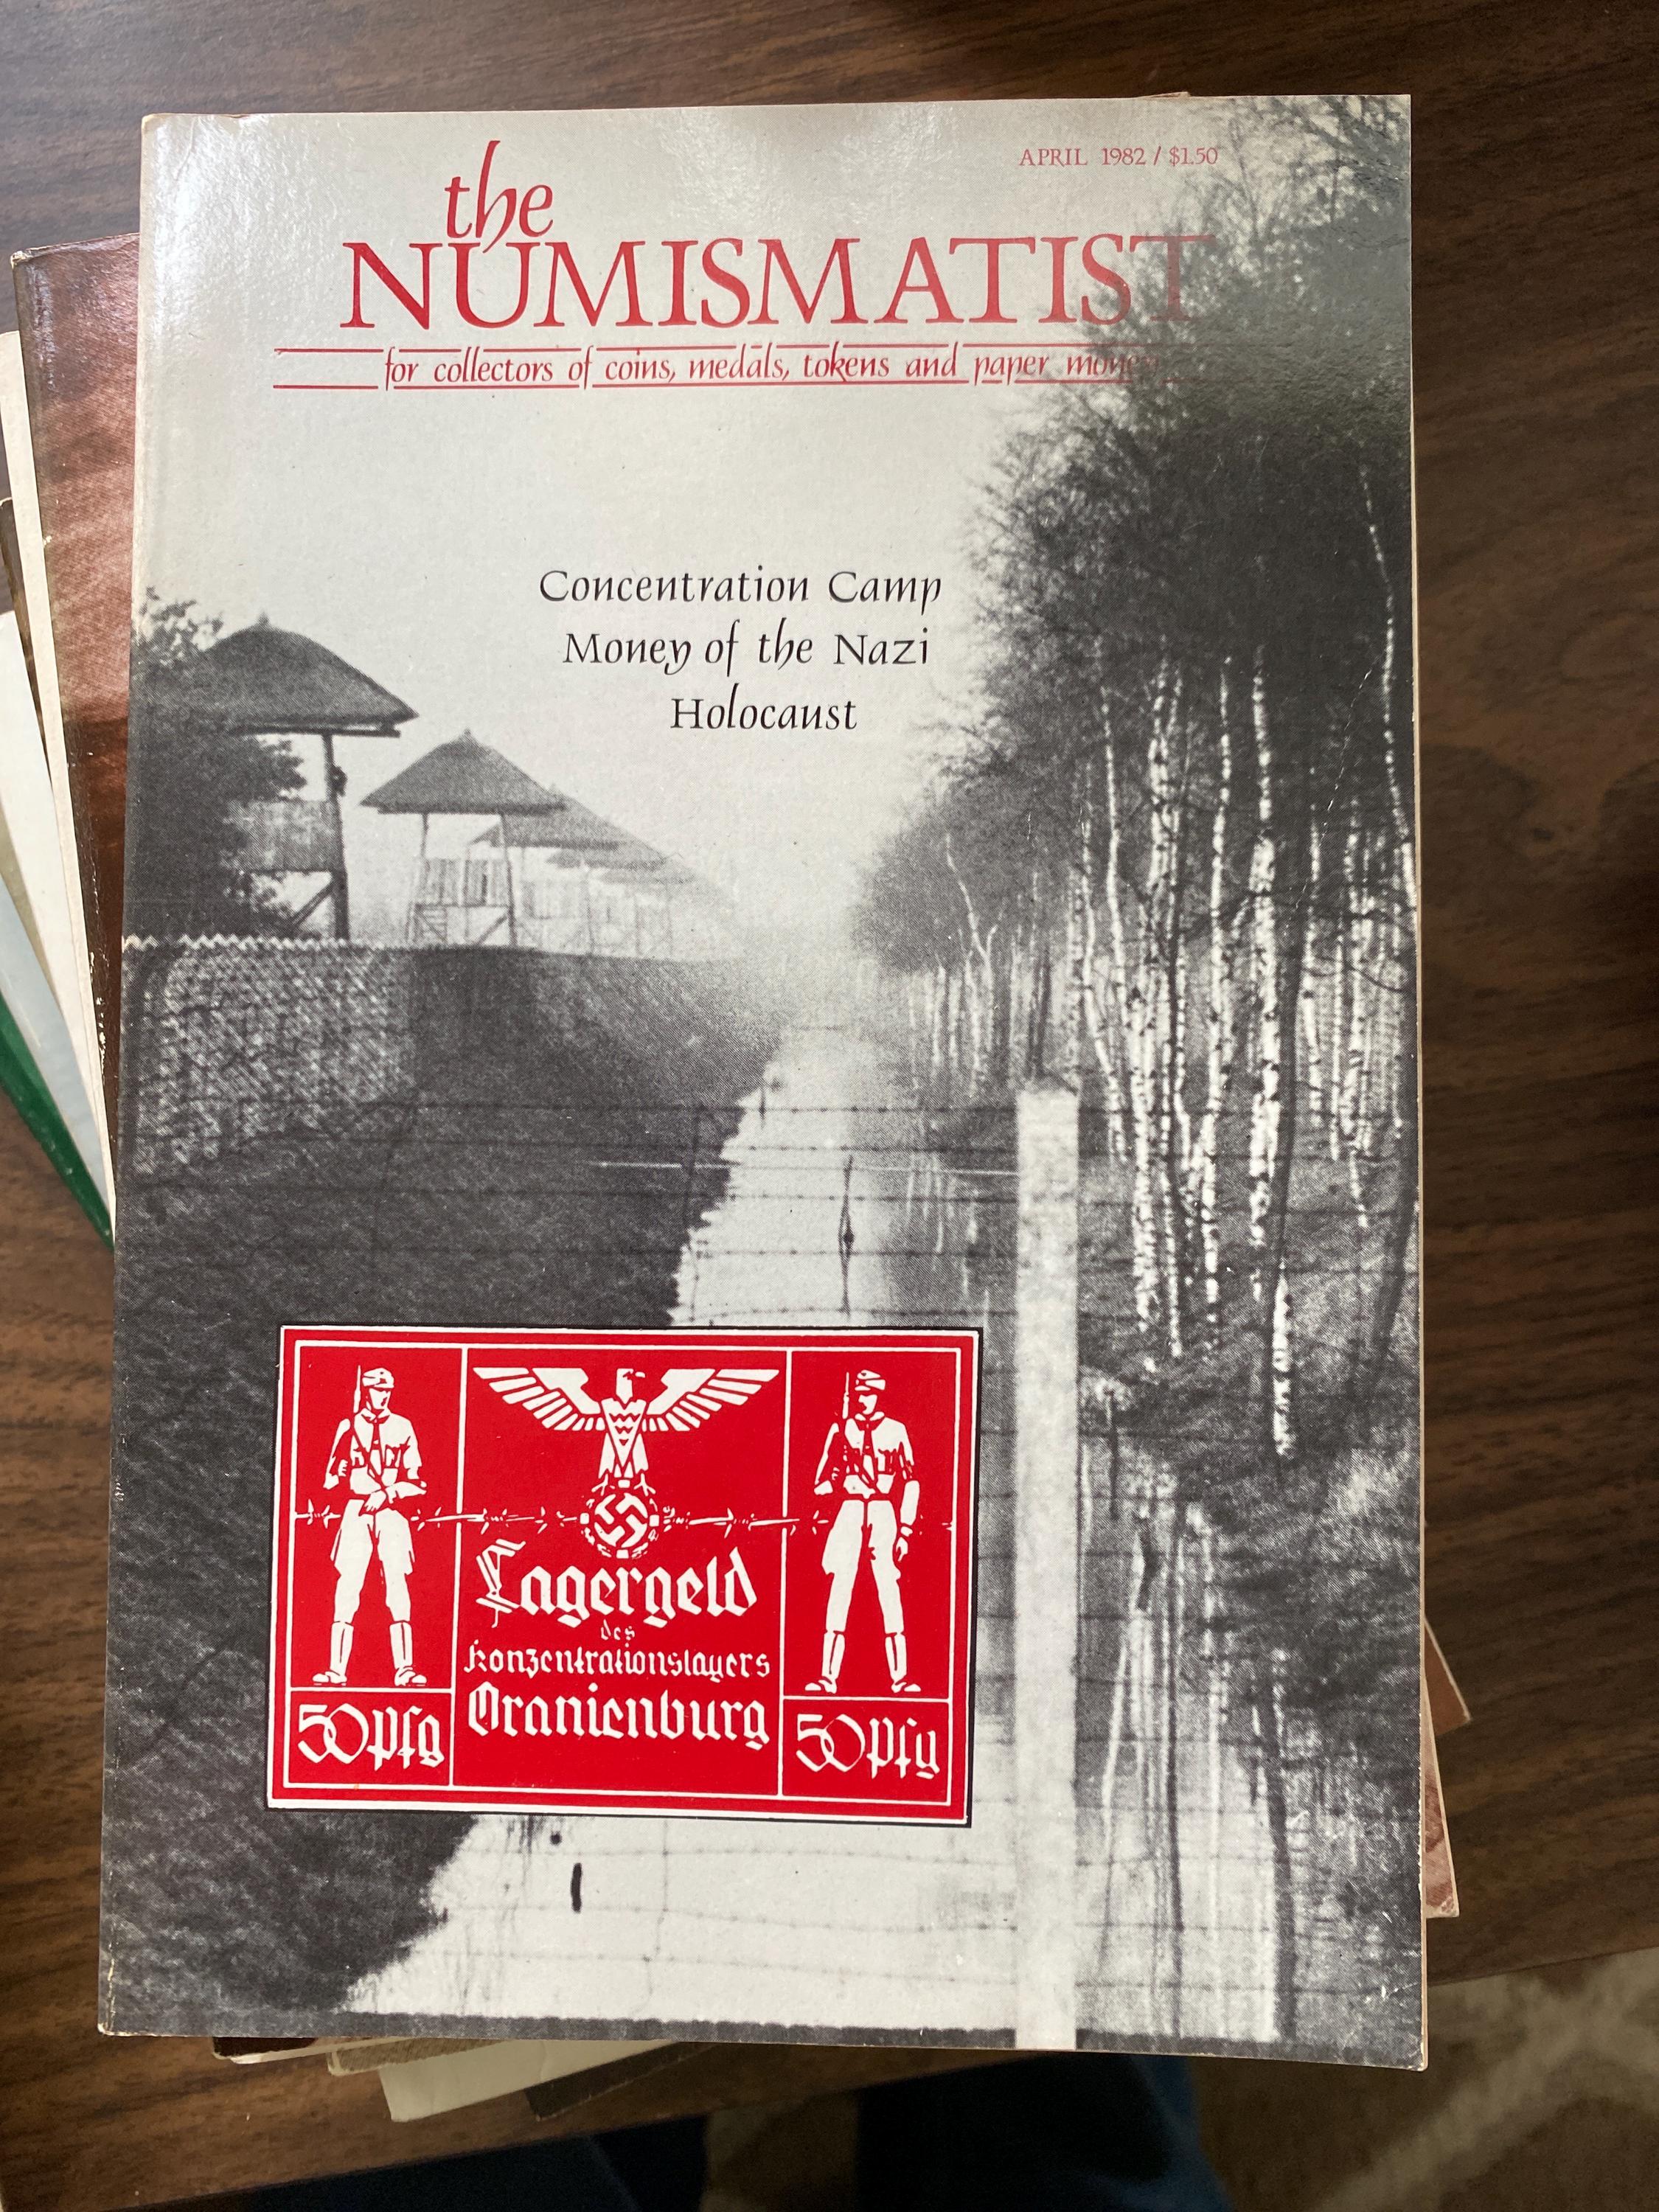 APRIL 1982 / $1.50
the
NUMISMATIST
for collectors of coins, medals, tokens and paper money
Concentration Camp
Money of the Nazi
Holocaust
Lagergeld
des
Konzentrationslagers
Oranienburg
50 Pfg
50 Pfg